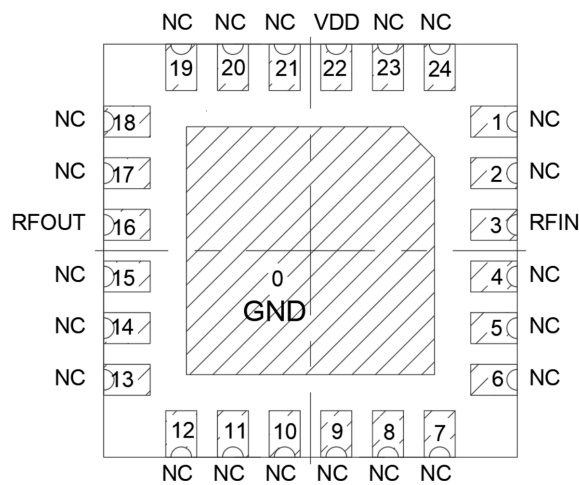 NC NC NC VDD NC NC
19 20 21 22 23 24
NC 18 1 NC
NC 17 2 NC
RFOUT 16 3 RFIN
NC 15 4 NC
0
GND
NC 14 5 NC
NC 13 6 NC
12 11 10 9 8 7
NC NC NC NC NC NC